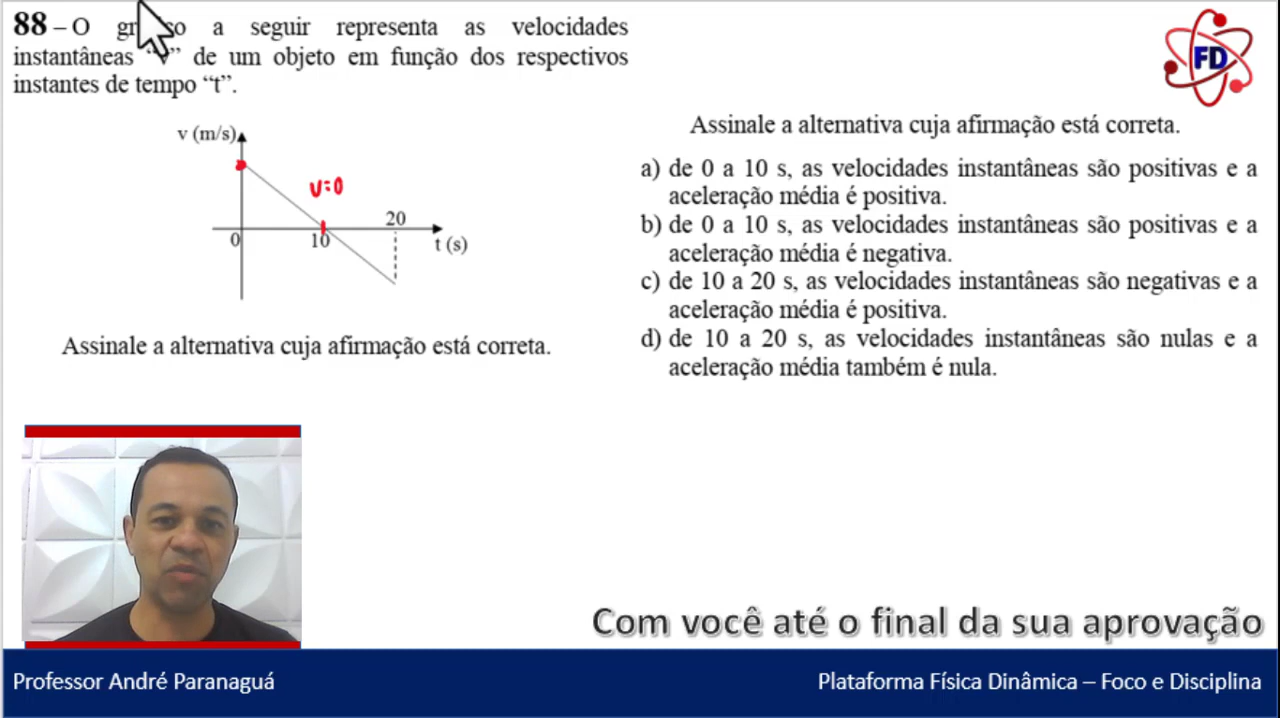 88 – O a seguir representa as velocidades
instantâneas “v” de um objeto em função dos respectivos
instantes de tempo “t”.
v (m/s)
v=0
20
0
10
t (s)
Assinale a alternativa cuja afirmação está correta.
FD
Assinale a alternativa cuja afirmação está correta.
a) de 0 a 10 s, as velocidades instantâneas são positivas e a
aceleração média é positiva.
b) de 0 a 10 s, as velocidades instantâneas são positivas e a
aceleração média é negativa.
c) de 10 a 20 s, as velocidades instantâneas são negativas e a
aceleração média é positiva.
d) de 10 a 20 s, as velocidades instantâneas são nulas e a
aceleração média também é nula.
Com você até o final da sua aprovação
Professor André Paranaguá
Plataforma Física Dinâmica – Foco e Disciplina